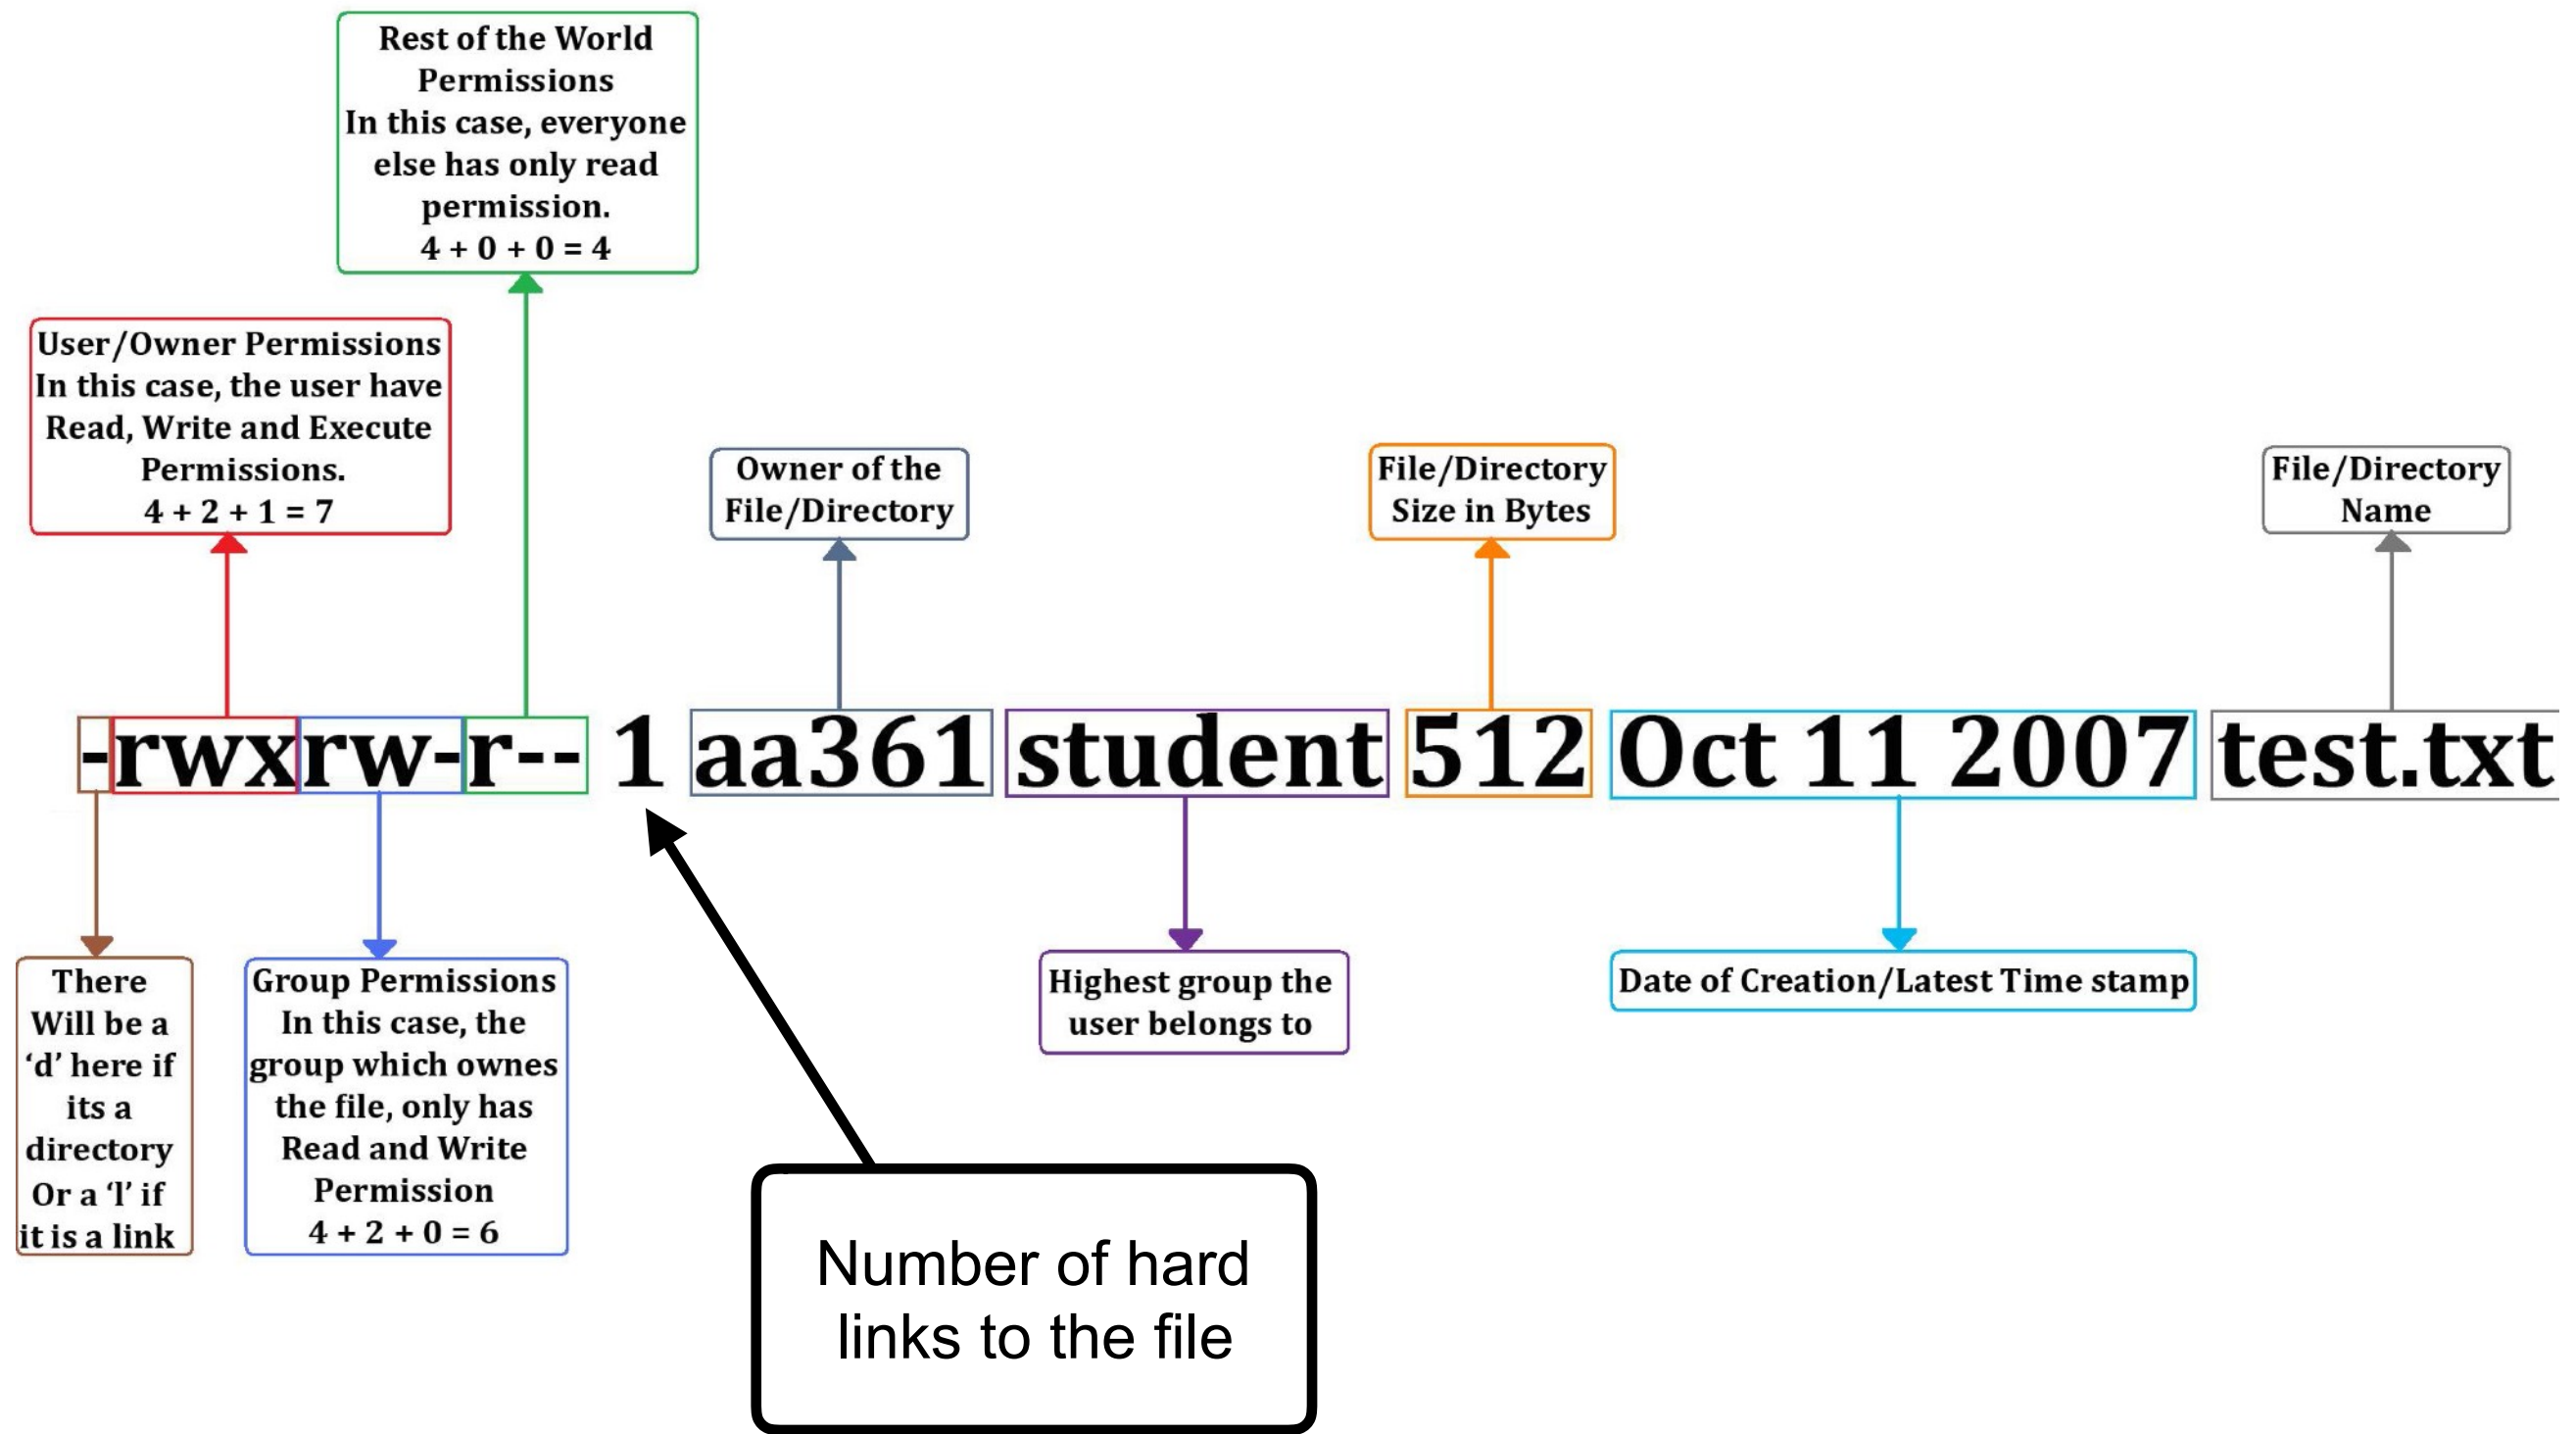 Rest of the World
Permissions
In this case, everyone
else has only read
permission.
4 + 0 + 0 = 4
User/Owner Permissions
In this case, the user have
Read, Write and Execute
Permissions.
4 + 2 + 1 = 7
Owner of the
File/Directory
File/Directory
Size in Bytes
File/Directory
Name
-rwxrw-r-- 1 aa361 student 512 Oct 11 2007 test.txt
There
Will be a
‘d’ here if
its a
directory
Or a ‘l’ if
it is a link
Group Permissions
In this case, the
group which ownes
the file, only has
Read and Write
Permission
4 + 2 + 0 = 6
Highest group the
user belongs to
Date of Creation/Latest Time stamp
Number of hard
links to the file